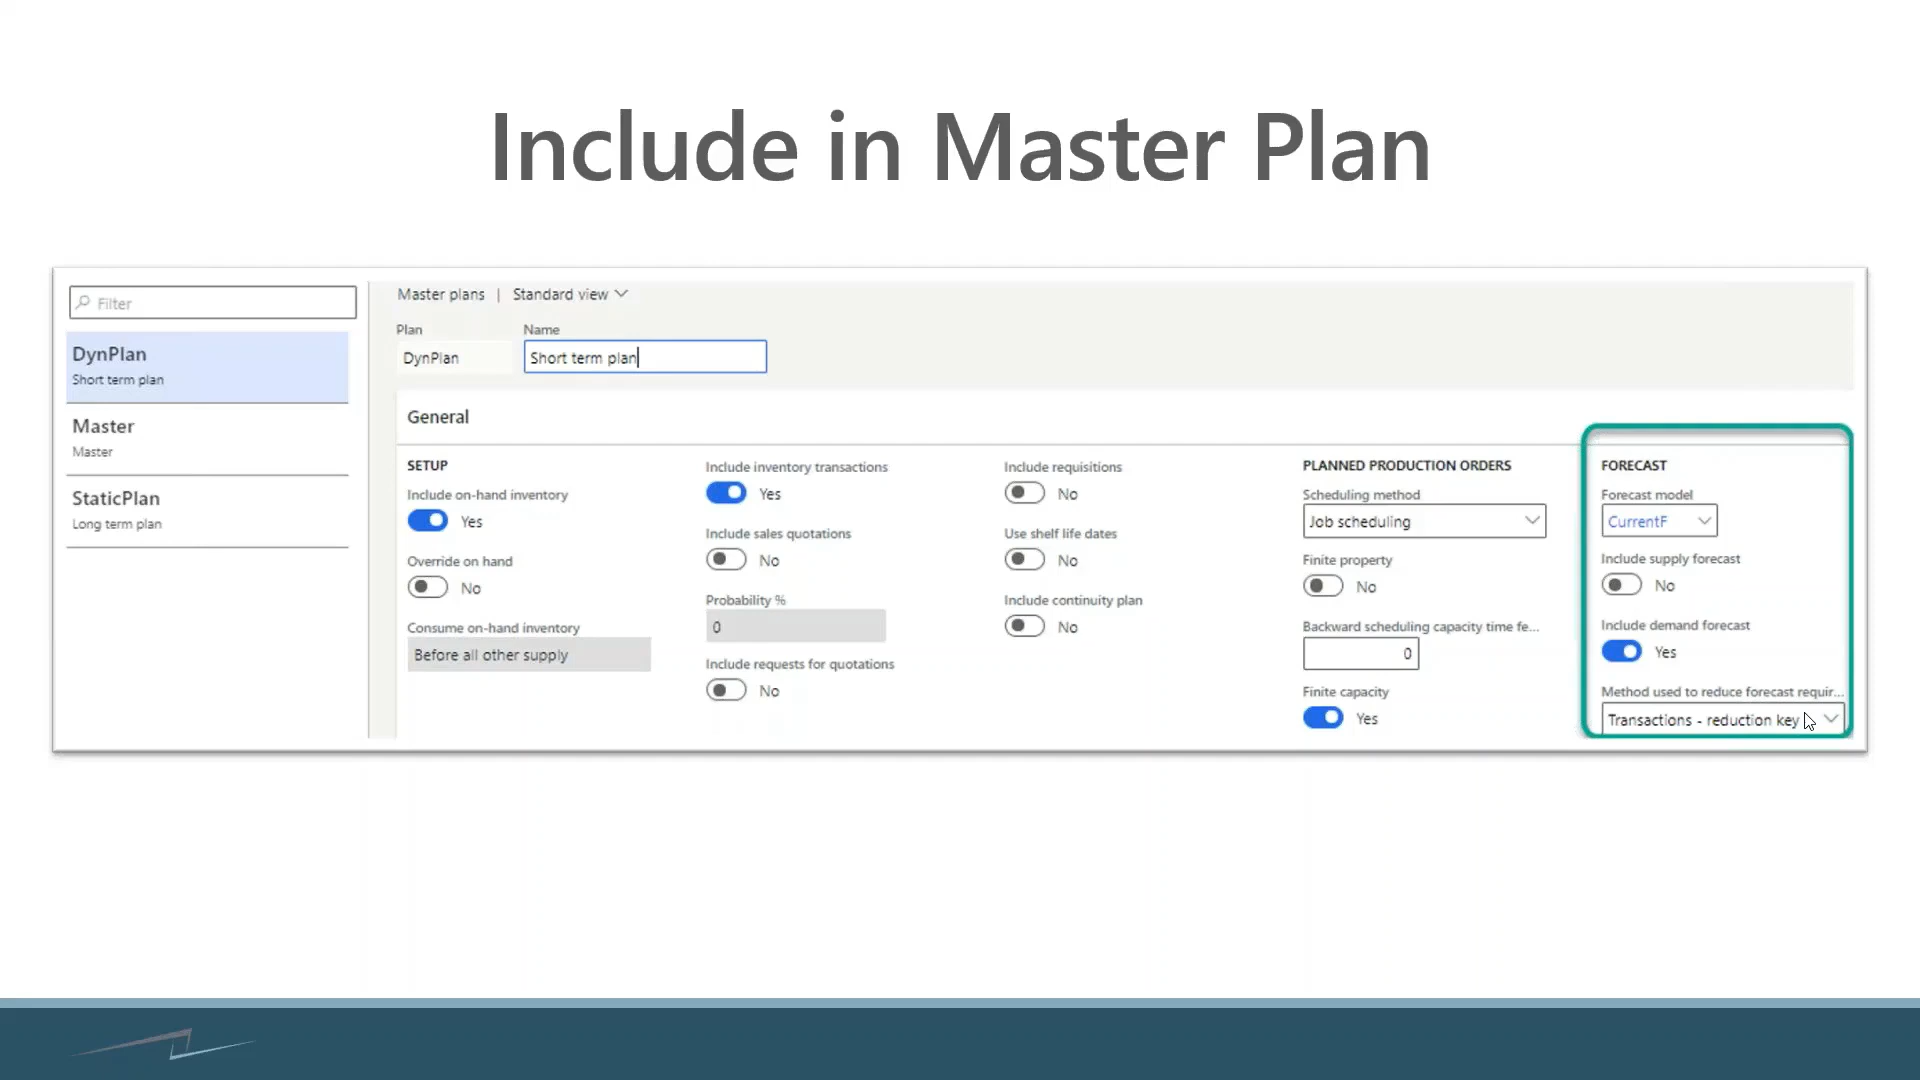 Include in Master Plan
Filter
DynPlan
Short term plan
Master
Master
StaticPlan
Long term plan
Master plans | Standard view
Plan
DynPlan
Name
Short term plan
General
SETUP
Include on-hand inventory
Yes
Override on hand
No
Consume on-hand inventory
Before all other supply
Include inventory transactions
Yes
Include sales quotations
No
Probability %
0
Include requests for quotations
No
Include requisitions
No
Use shelf life dates
No
Include continuity plan
No
PLANNED PRODUCTION ORDERS
Scheduling method
Job scheduling
Finite property
No
Backward scheduling capacity time fe...
0
Finite capacity
Yes
FORECAST
Forecast model
CurrentF
Include supply forecast
No
Include demand forecast
Yes
Method used to reduce forecast requir...
Transactions - reduction key